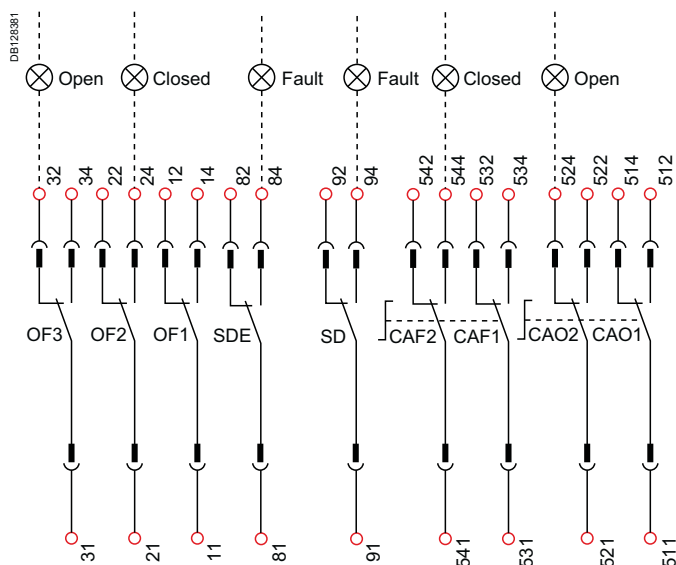 DB128381
Open Closed Fault Fault Closed Open
32 34 22 24 12 14 82 84 92 94 542 544 532 534 524 522 514 512
OF3 OF2 OF1 SDE SD CAF2 CAF1 CAO2 CAO1
31 21 11 81 91 541 531 521 511